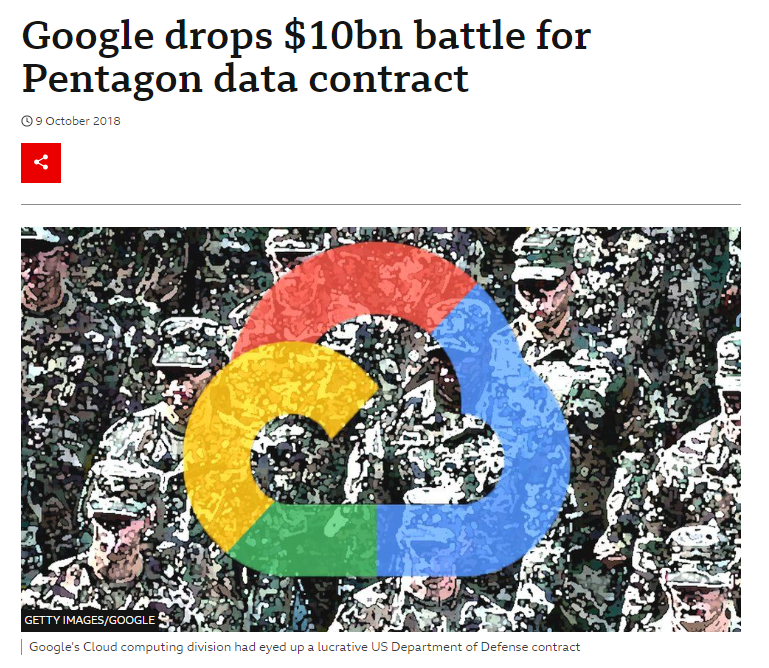 Google drops $10bn battle for
Pentagon data contract
9 October 2018
GETTY IMAGES/GOOGLE
Google's Cloud computing division had eyed up a lucrative US Department of Defense contract